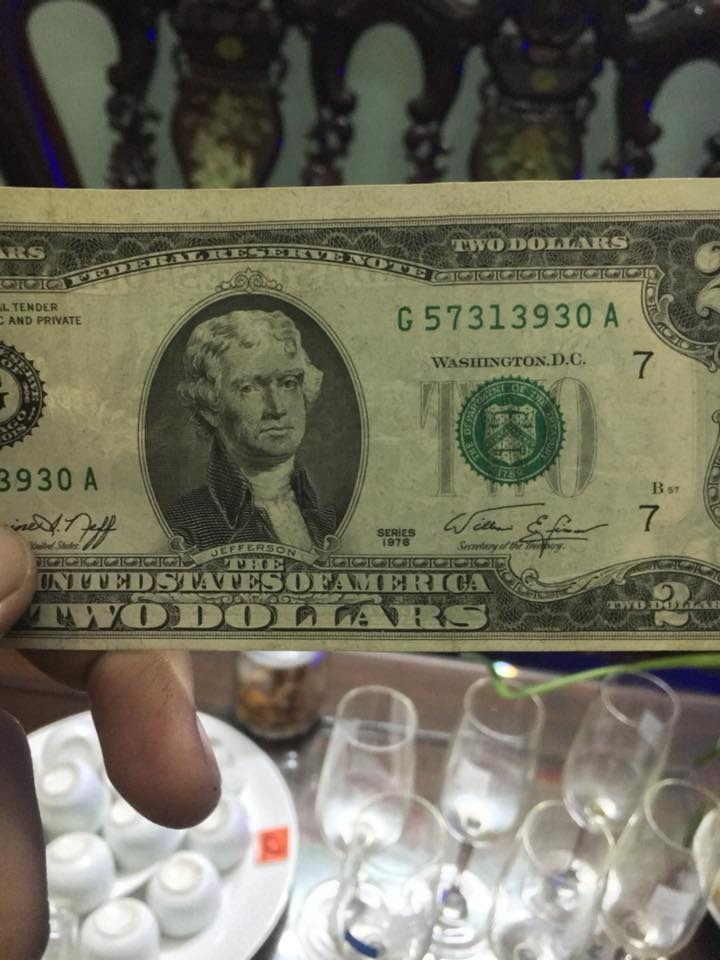 TWO DOLLARS
FEDERAL RESERVE NOTE
TENDER
AND PRIVATE
G 57313930 A
WASHINGTON, D.C.
7
3930 A
B 57
7
SERIES
1976
Secretary of the Treasury.
JEFFERSON
THE
UNITED STATES OF AMERICA
TWO DOLLARS
2